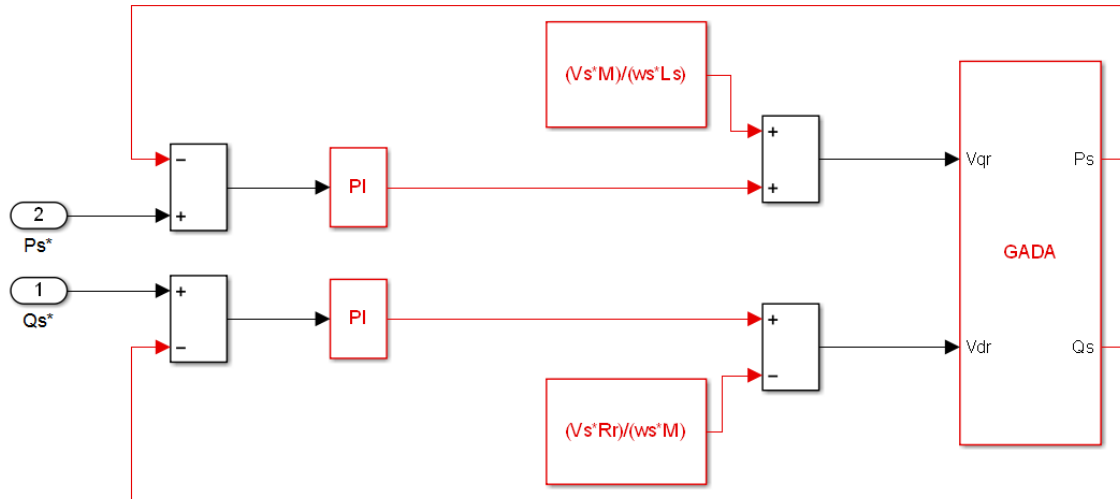 (Vs*M)/(ws*Ls)
−
+
2
Ps*
PI
+
+
Vqr
Ps
GADA
1
Qs*
+
−
PI
+
−
Vdr
Qs
(Vs*Rr)/(ws*M)